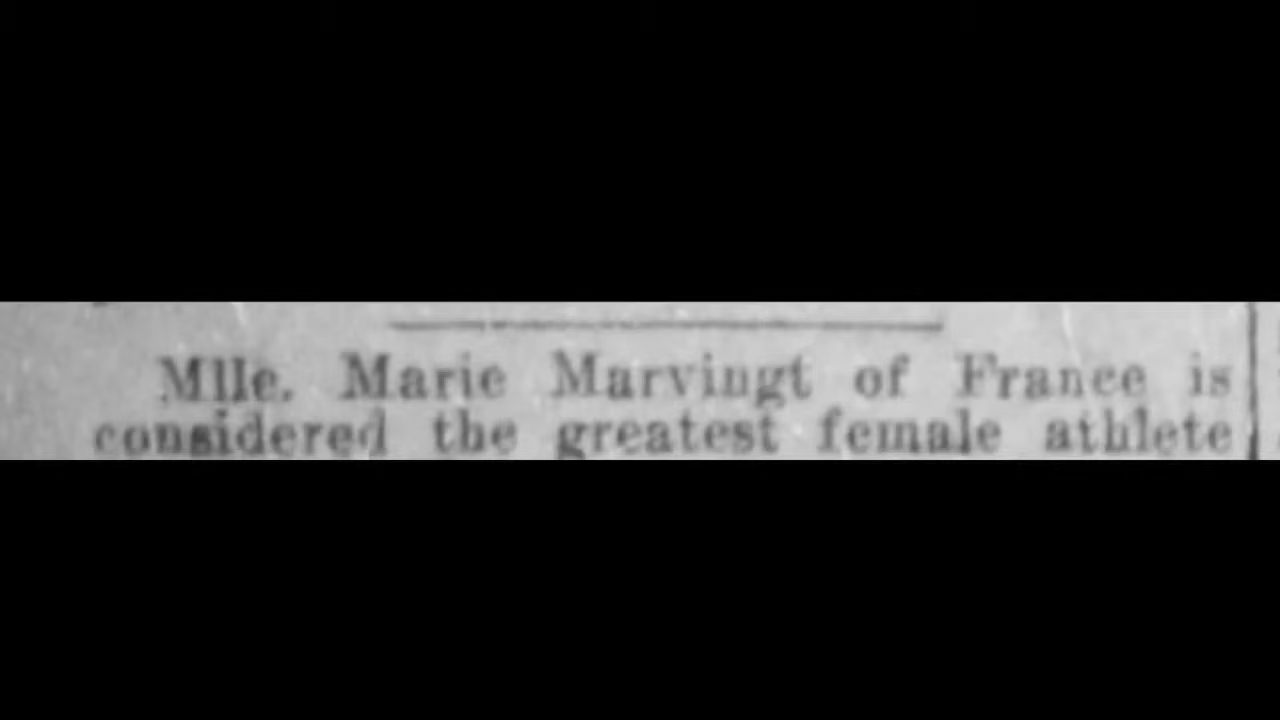 Mlle. Marie Marvingt of France is
considered the greatest female athlete